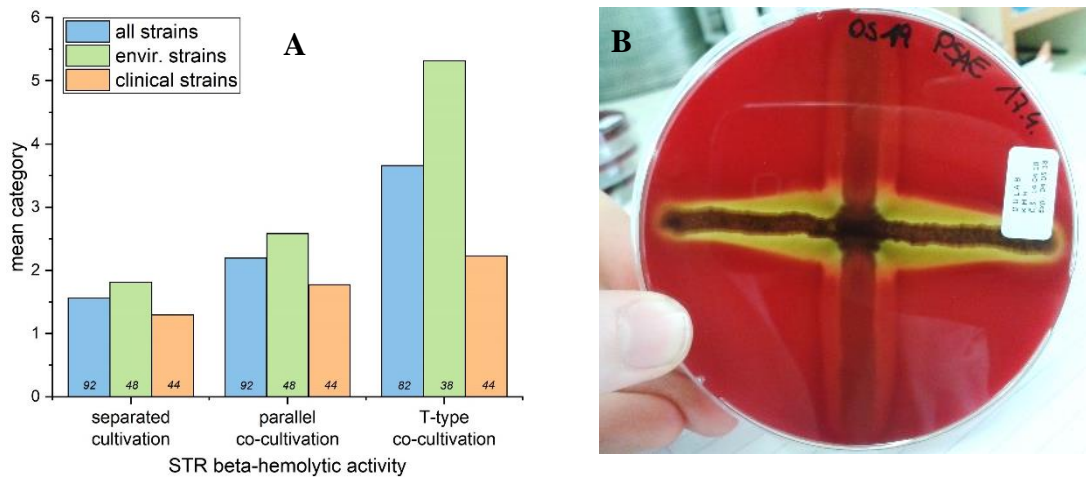 A
all strains
envir. strains
clinical strains
6
5
4
3
2
1
0
mean category
92
48
44
92
48
44
82
38
44
separated
cultivation
parallel
co-cultivation
T-type
co-cultivation
STR beta-hemolytic activity
B
OS 19
PSAE
17.4.